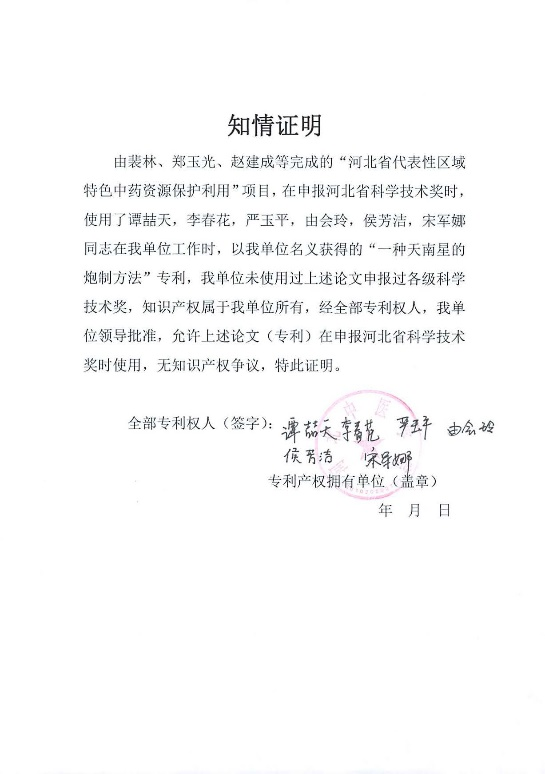 知情证明
由裴林、郑玉光、赵建成等完成的“河北省代表性区域
特色中药资源保护利用”项目，在申报河北省科学技术奖时，
使用了谭喆天，李春花，严玉平，由会玲，侯芳洁，宋军娜
同志在我单位工作时，以我单位名义获得的“一种天南星的
炮制方法”专利，我单位未使用过上述论文申报过各级科学
技术奖，知识产权属于我单位所有，经全部专利权人，我单
位领导批准，允许上述论文（专利）在申报河北省科学技术
奖时使用，无知识产权争议，特此证明。
全部专利权人（签字）：谭喆天 李春花 严玉平 由会玲
侯芳洁 宋军娜
专利产权拥有单位（盖章）
年 月 日